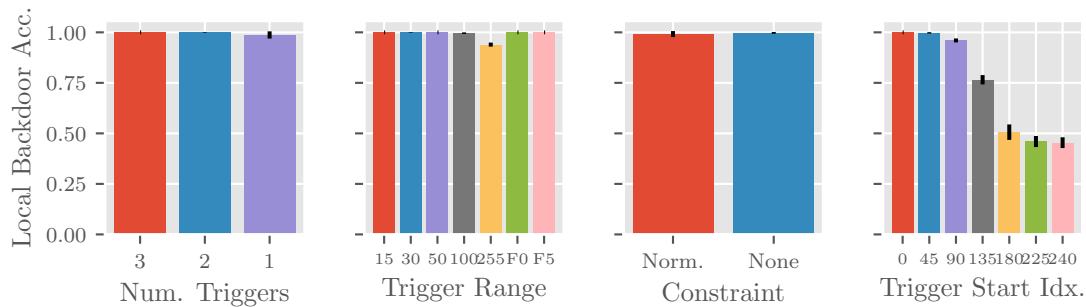 Local Backdoor Acc.
1.00
0.75
0.50
0.25
0.00
3 2 1
Num. Triggers
15 30 50 100 255 F0 F5
Trigger Range
Norm. None
Constraint
0 45 90 135 180 225 240
Trigger Start Idx.